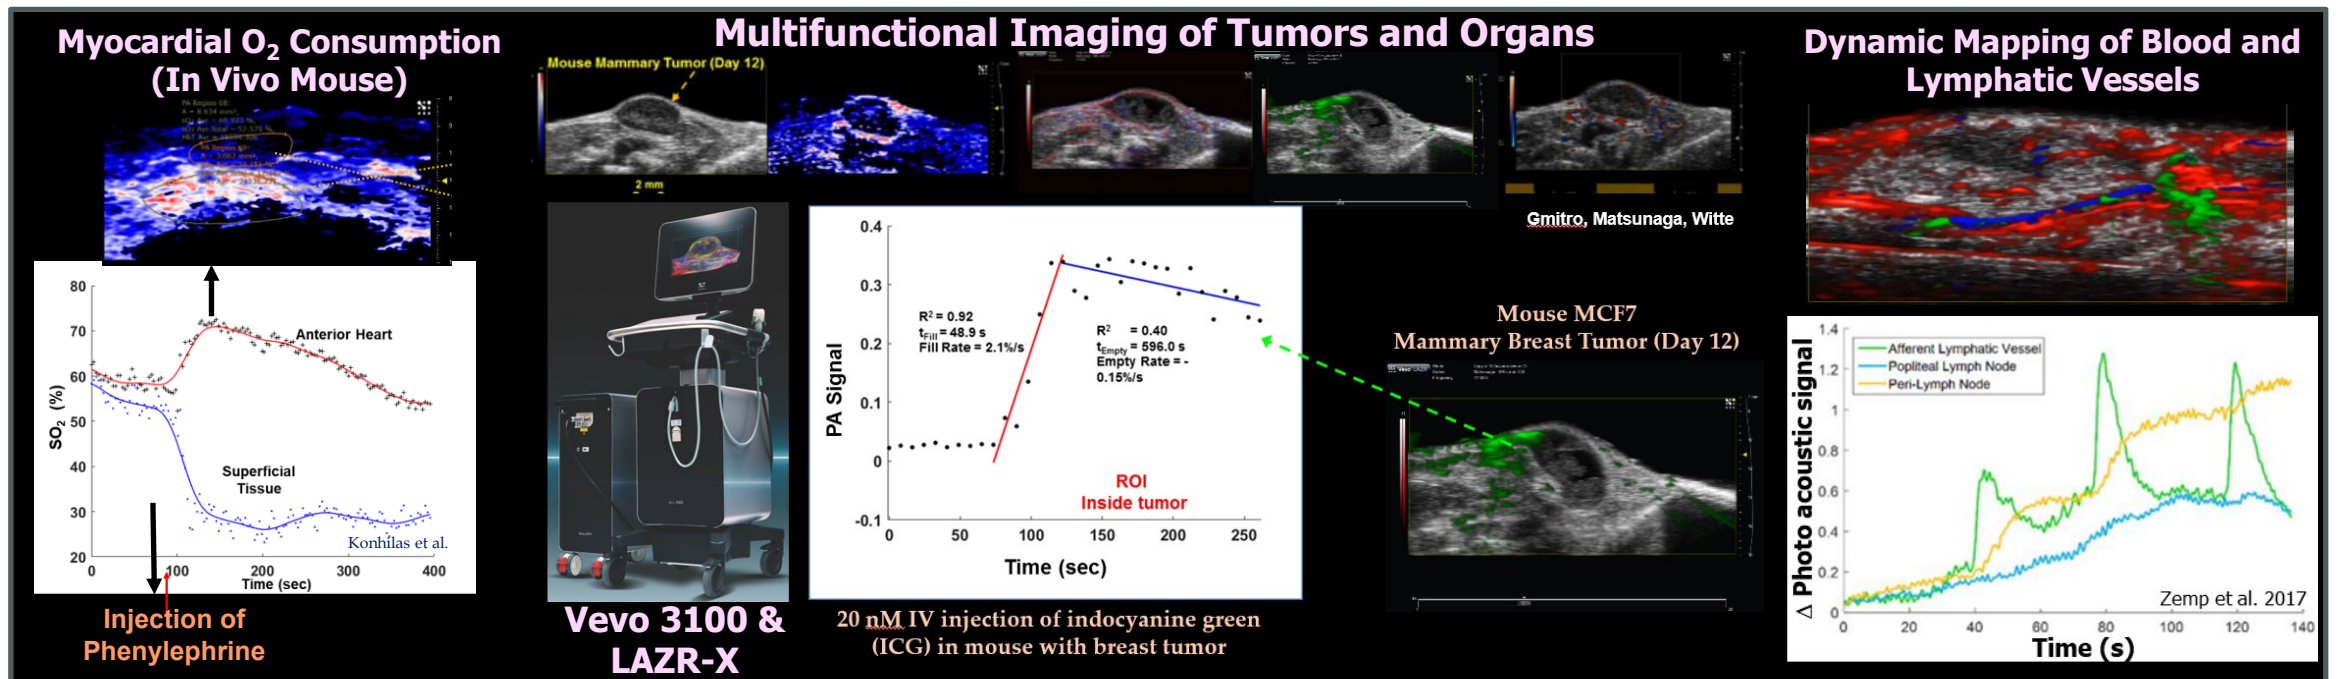 Myocardial O₂ Consumption
(In Vivo Mouse)
PA Region 68:
PA Region 69:
80
70
60
50
40
30
20
SO₂ (%)
Anterior Heart
Superficial
Tissue
Konhilas et al.
0
100
200
300
400
Time (sec)
Injection of
Phenylephrine
Multifunctional Imaging of Tumors and Organs
Mouse Mammary Tumor (Day 12)
2 mm
Gmitro, Matsunaga, Witte
Vevo 3100 &
LAZR-X
0.4
0.3
0.2
0.1
0
-0.1
PA Signal
R² = 0.92
tFill = 48.9 s
Fill Rate = 2.1%/s
R² = 0.40
tEmpty = 596.0 s
Empty Rate = -
0.15%/s
ROI
Inside tumor
0
50
100
150
200
250
Time (sec)
20 nM IV injection of indocyanine green
(ICG) in mouse with breast tumor
Mouse MCF7
Mammary Breast Tumor (Day 12)
Vevo LAZR
Dynamic Mapping of Blood and
Lymphatic Vessels
1.4
1.2
1
0.8
0.6
0.4
0.2
0
Δ Photo acoustic signal
Afferent Lymphatic Vessel
Popliteal Lymph Node
Peri-Lymph Node
Zemp et al. 2017
0
20
40
60
80
100
120
140
Time (s)